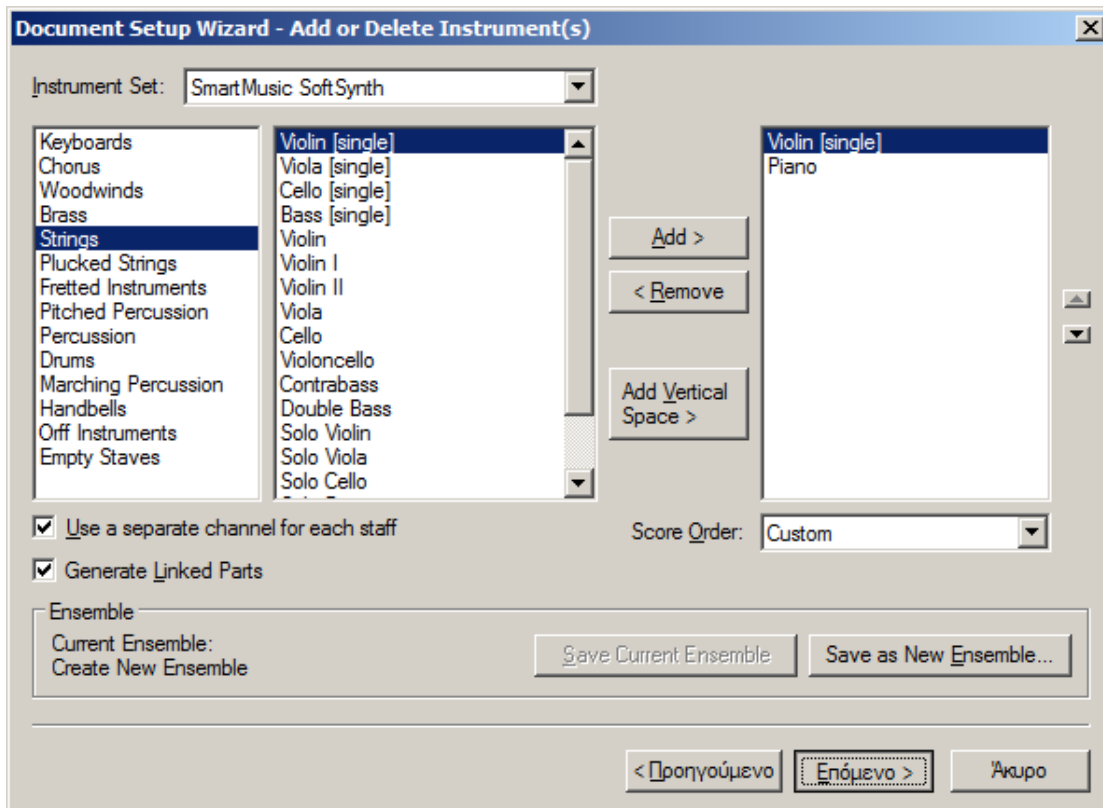 Document Setup Wizard - Add or Delete Instrument(s)
Instrument Set:
SmartMusic SoftSynth
Keyboards
Chorus
Woodwinds
Brass
Strings
Plucked Strings
Fretted Instruments
Pitched Percussion
Percussion
Drums
Marching Percussion
Handbells
Orff Instruments
Empty Staves
Violin [single]
Viola [single]
Cello [single]
Bass [single]
Violin
Violin I
Violin II
Viola
Cello
Violoncello
Contrabass
Double Bass
Solo Violin
Solo Viola
Solo Cello
Add >
< Remove
Add Vertical
Space >
Violin [single]
Piano
Use a separate channel for each staff
Generate Linked Parts
Score Order:
Custom
Ensemble
Current Ensemble:
Create New Ensemble
Save Current Ensemble
Save as New Ensemble...
< Προηγούμενο
Επόμενο >
Άκυρο